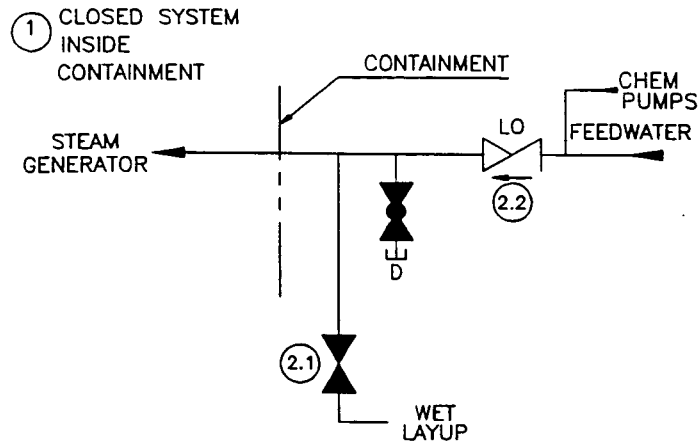 1 CLOSED SYSTEM
INSIDE
CONTAINMENT
CONTAINMENT
CHEM
PUMPS
LO
FEEDWATER
STEAM
GENERATOR
2.2
D
2.1
WET
LAYUP